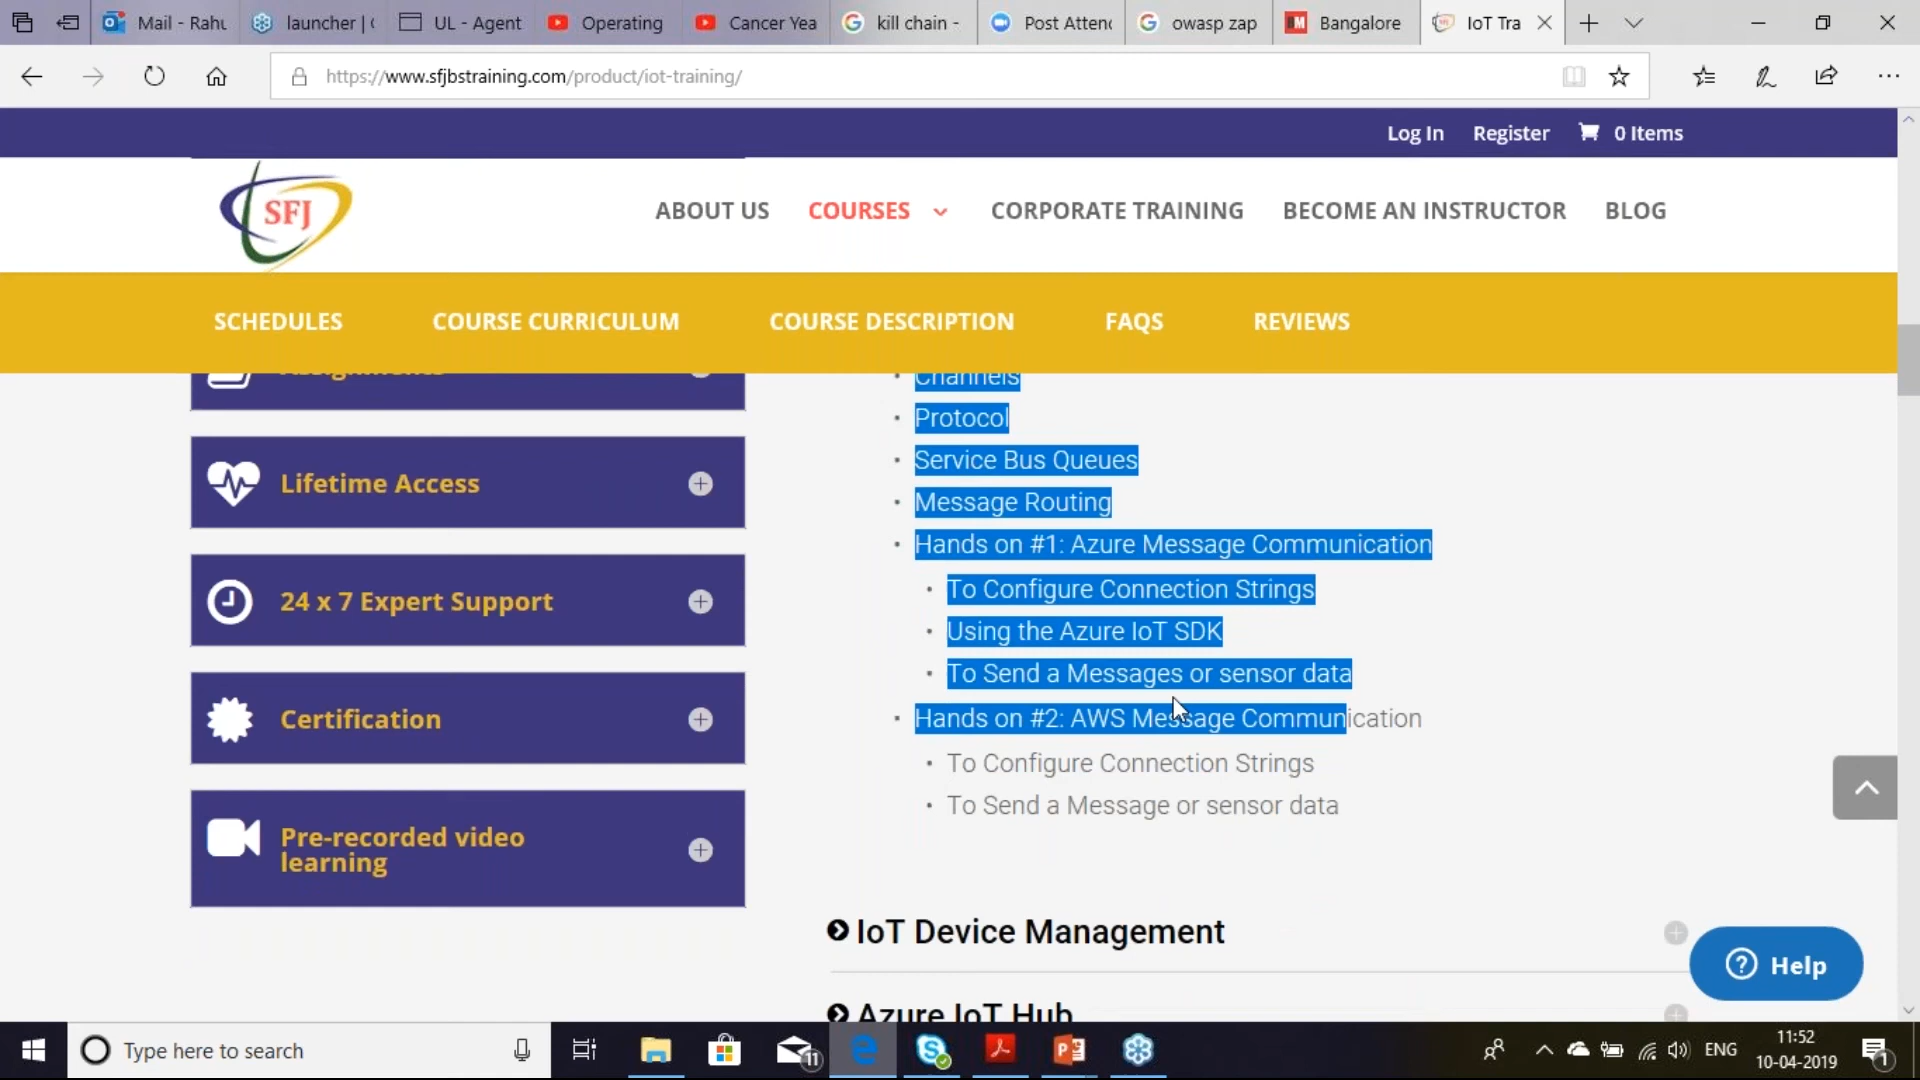 Mail - Rahu
launcher | (
UL - Agent
Operating
Cancer Yea
kill chain -
Post Attend
owasp zap
Bangalore
IoT Tra
https://www.sfjbstraining.com/product/iot-training/
Log In
Register
0 Items
SFJ
ABOUT US
COURSES
CORPORATE TRAINING
BECOME AN INSTRUCTOR
BLOG
SCHEDULES
COURSE CURRICULUM
COURSE DESCRIPTION
FAQS
REVIEWS
Lifetime Access
24 x 7 Expert Support
Certification
Pre-recorded video
learning
Channels
Protocol
Service Bus Queues
Message Routing
Hands on #1: Azure Message Communication
To Configure Connection Strings
Using the Azure IoT SDK
To Send a Messages or sensor data
Hands on #2: AWS Message Communication
To Configure Connection Strings
To Send a Message or sensor data
IoT Device Management
Azure IoT Hub
Help
Type here to search
11
ENG
11:52
10-04-2019
1